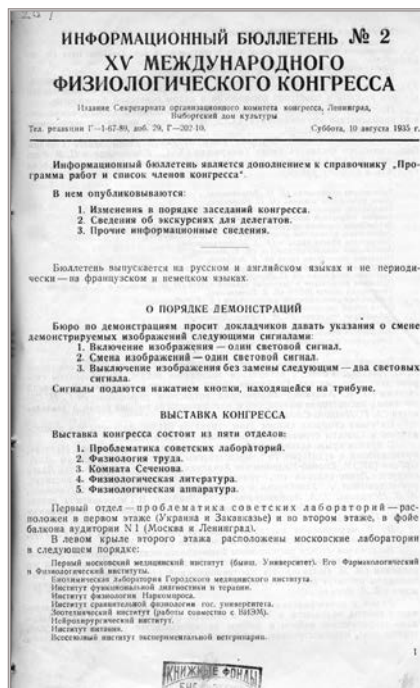 ИНФОРМАЦИОННЫЙ БЮЛЛЕТЕНЬ № 2
XV МЕЖДУНАРОДНОГО
ФИЗИОЛОГИЧЕСКОГО КОНГРЕССА
Издание Секретариата организационного комитета конгресса, Ленинград,
Выборгский дом культуры
Тел. редакции Г—1-67-89, доб. 29, Г—202-10. Суббота, 10 августа 1935 г.
Информационный бюллетень является дополнением к справочнику „Про-
грамма работ и список членов конгресса".
В нем опубликовываются:
1. Изменения в порядке заседаний конгресса.
2. Сведения об экскурсиях для делегатов.
3. Прочие информационные сведения.
Бюллетень выпускается на русском и английском языках и не периоди-
чески—на французском и немецком языках.
О ПОРЯДКЕ ДЕМОНСТРАЦИЙ
Бюро по демонстрациям просит докладчиков давать указания о смене
демонстрируемых изображений следующими сигналами:
1. Включение изображения—один световой сигнал.
2. Смена изображений—один световой сигнал.
3. Выключение изображения без замены следующим—два световых
сигнала.
Сигналы подаются нажатием кнопки, находящейся на трибуне.
ВЫСТАВКА КОНГРЕССА
Выставка конгресса состоит из пяти отделов:
1. Проблематика советских лабораторий.
2. Физиология труда.
3. Комната Сеченова.
4. Физиологическая литература.
5. Физиологическая аппаратура.
Первый отдел—проблематика советских лабораторий—рас-
положен в первом этаже (Украина и Закавказье) и во втором этаже, в фойе
балкона аудитории N 1 (Москва и Ленинград).
В левом крыле второго этажа расположены московские лаборатории
в следующем порядке:
Первый московский медицинский институт (бывш. Университет). Его Фармакологический
и Физиологический институты.
Биохимическая лаборатория Городского медицинского института.
Институт функциональной диагностики и терапии.
Институт физиологии Наркомпроса.
Институт сравнительной физиологии гос. университета.
Зоотехнический институт (работы совместно с ВИЭМ).
Нейрохирургический институт.
Институт питания.
Всесоюзный институт экспериментальной ветеринарии.
1
КНИЖНЫЕ ФОНДЫ